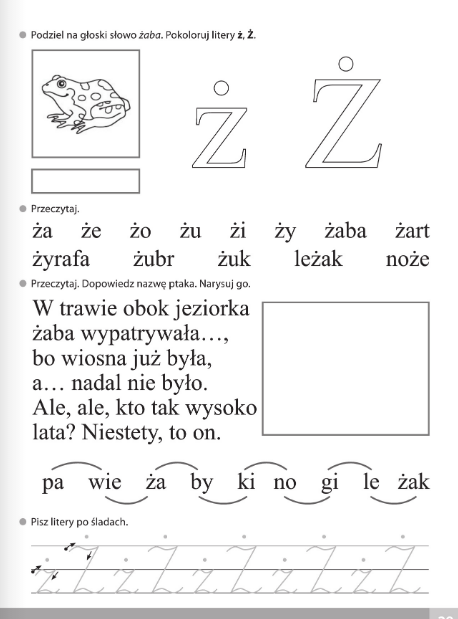 Podziel na głoski słowo żaba. Pokoloruj litery ż, Ż.
ż Ż
Przeczytaj.
ża że żo żu żi ży żaba żart
żyrafa żubr żuk leżak noże
Przeczytaj. Dopowiedz nazwę ptaka. Narysuj go.
W trawie obok jeziorka
żaba wypatrywała...,
bo wiosna już była,
a... nadal nie było.
Ale, ale, kto tak wysoko
lata? Niestety, to on.
pa wie ża by ki no gi le żak
Pisz litery po śladach.
ż Ż ż Ż ż Ż ż Ż ż Ż